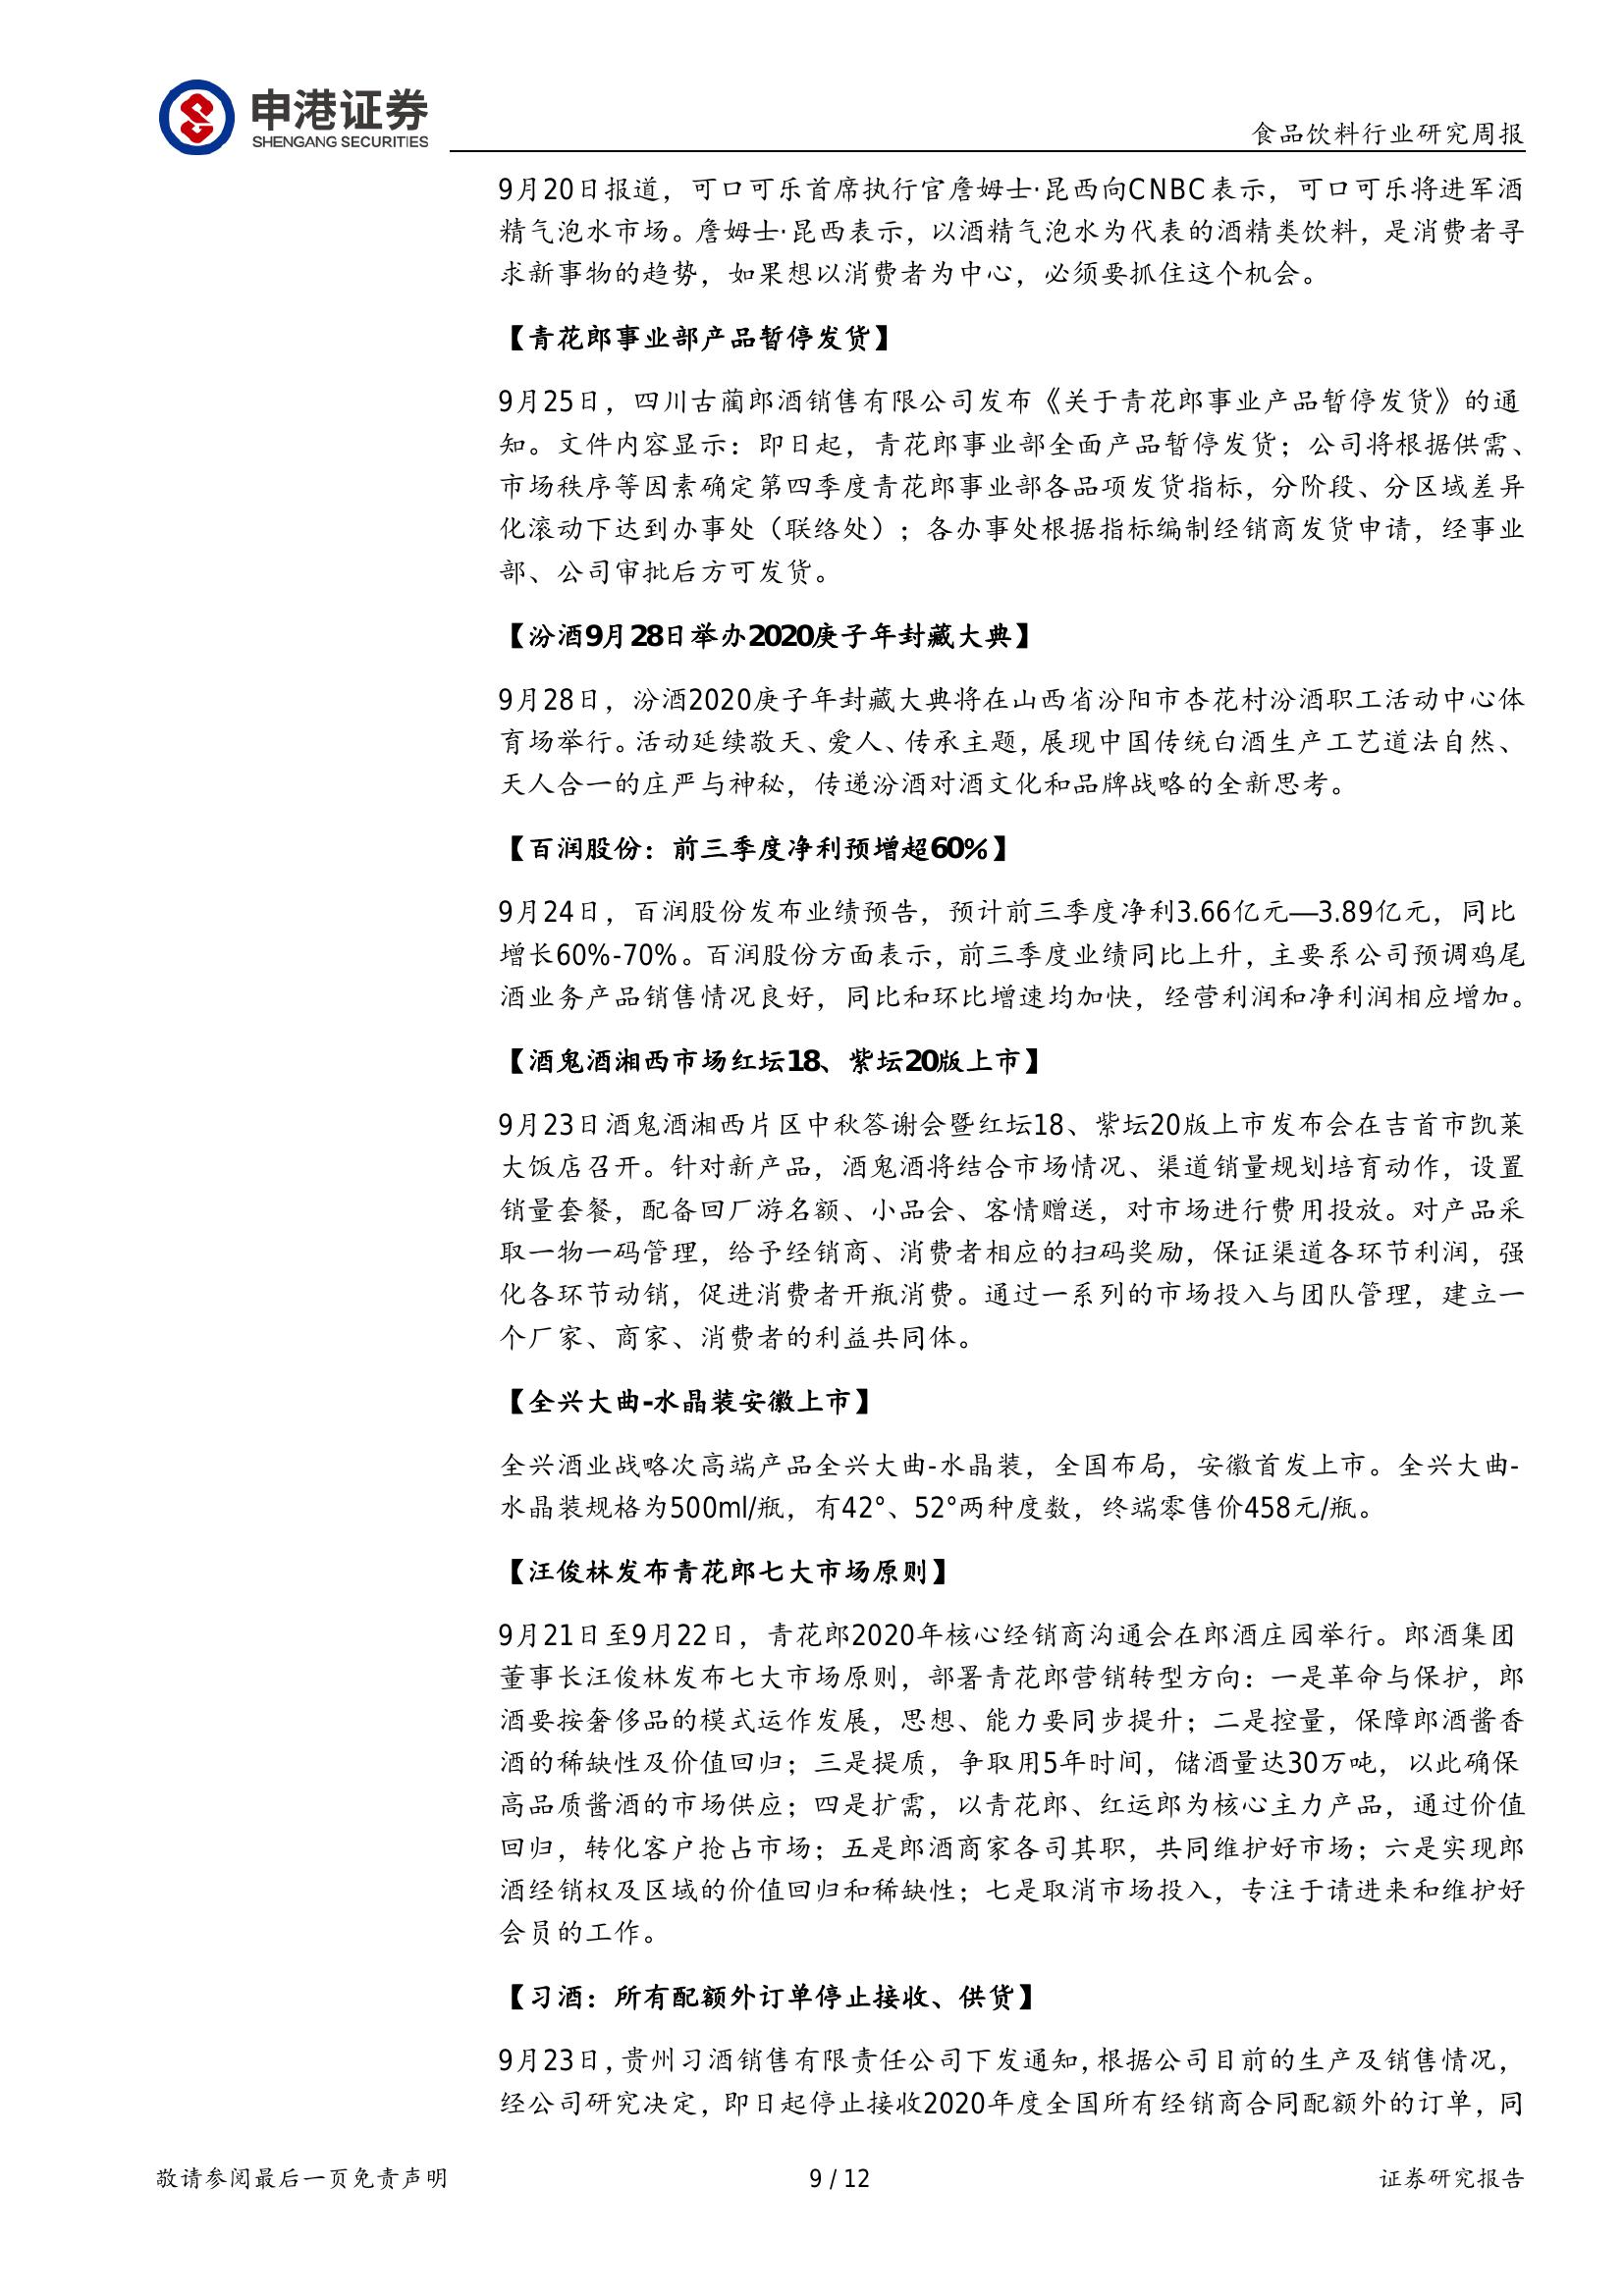 申港证券
SHENGANG SECURITIES
食品饮料行业研究周报
9月20日报道，可口可乐首席执行官詹姆士·昆西向CNBC表示，可口可乐将进军酒
精气泡水市场。詹姆士·昆西表示，以酒精气泡水为代表的酒精类饮料，是消费者寻
求新事物的趋势，如果想以消费者为中心，必须要抓住这个机会。
【青花郎事业部产品暂停发货】
9月25日，四川古蔺郎酒销售有限公司发布《关于青花郎事业产品暂停发货》的通
知。文件内容显示：即日起，青花郎事业部全面产品暂停发货；公司将根据供需、
市场秩序等因素确定第四季度青花郎事业部各品项发货指标，分阶段、分区域差异
化滚动下达到办事处（联络处）；各办事处根据指标编制经销商发货申请，经事业
部、公司审批后方可发货。
【汾酒9月28日举办2020庚子年封藏大典】
9月28日，汾酒2020庚子年封藏大典将在山西省汾阳市杏花村汾酒职工活动中心体
育场举行。活动延续敬天、爱人、传承主题，展现中国传统白酒生产工艺道法自然、
天人合一的庄严与神秘，传递汾酒对酒文化和品牌战略的全新思考。
【百润股份：前三季度净利预增超60%】
9月24日，百润股份发布业绩预告，预计前三季度净利3.66亿元—3.89亿元，同比
增长60%-70%。百润股份方面表示，前三季度业绩同比上升，主要系公司预调鸡尾
酒业务产品销售情况良好，同比和环比增速均加快，经营利润和净利润相应增加。
【酒鬼酒湘西市场红坛18、紫坛20版上市】
9月23日酒鬼酒湘西片区中秋答谢会暨红坛18、紫坛20版上市发布会在吉首市凯莱
大饭店召开。针对新产品，酒鬼酒将结合市场情况、渠道销量规划培育动作，设置
销量套餐，配备回厂游名额、小品会、客情赠送，对市场进行费用投放。对产品采
取一物一码管理，给予经销商、消费者相应的扫码奖励，保证渠道各环节利润，强
化各环节动销，促进消费者开瓶消费。通过一系列的市场投入与团队管理，建立一
个厂家、商家、消费者的利益共同体。
【全兴大曲-水晶装安徽上市】
全兴酒业战略次高端产品全兴大曲-水晶装，全国布局，安徽首发上市。全兴大曲-
水晶装规格为500ml/瓶，有42°、52°两种度数，终端零售价458元/瓶。
【汪俊林发布青花郎七大市场原则】
9月21日至9月22日，青花郎2020年核心经销商沟通会在郎酒庄园举行。郎酒集团
董事长汪俊林发布七大市场原则，部署青花郎营销转型方向：一是革命与保护，郎
酒要按奢侈品的模式运作发展，思想、能力要同步提升；二是控量，保障郎酒酱香
酒的稀缺性及价值回归；三是提质，争取用5年时间，储酒量达30万吨，以此确保
高品质酱酒的市场供应；四是扩需，以青花郎、红运郎为核心主力产品，通过价值
回归，转化客户抢占市场；五是郎酒商家各司其职，共同维护好市场；六是实现郎
酒经销权及区域的价值回归和稀缺性；七是取消市场投入，专注于请进来和维护好
会员的工作。
【习酒：所有配额外订单停止接收、供货】
9月23日，贵州习酒销售有限责任公司下发通知，根据公司目前的生产及销售情况，
经公司研究决定，即日起停止接收2020年度全国所有经销商合同配额外的订单，同
敬请参阅最后一页免责声明
9 / 12
证券研究报告